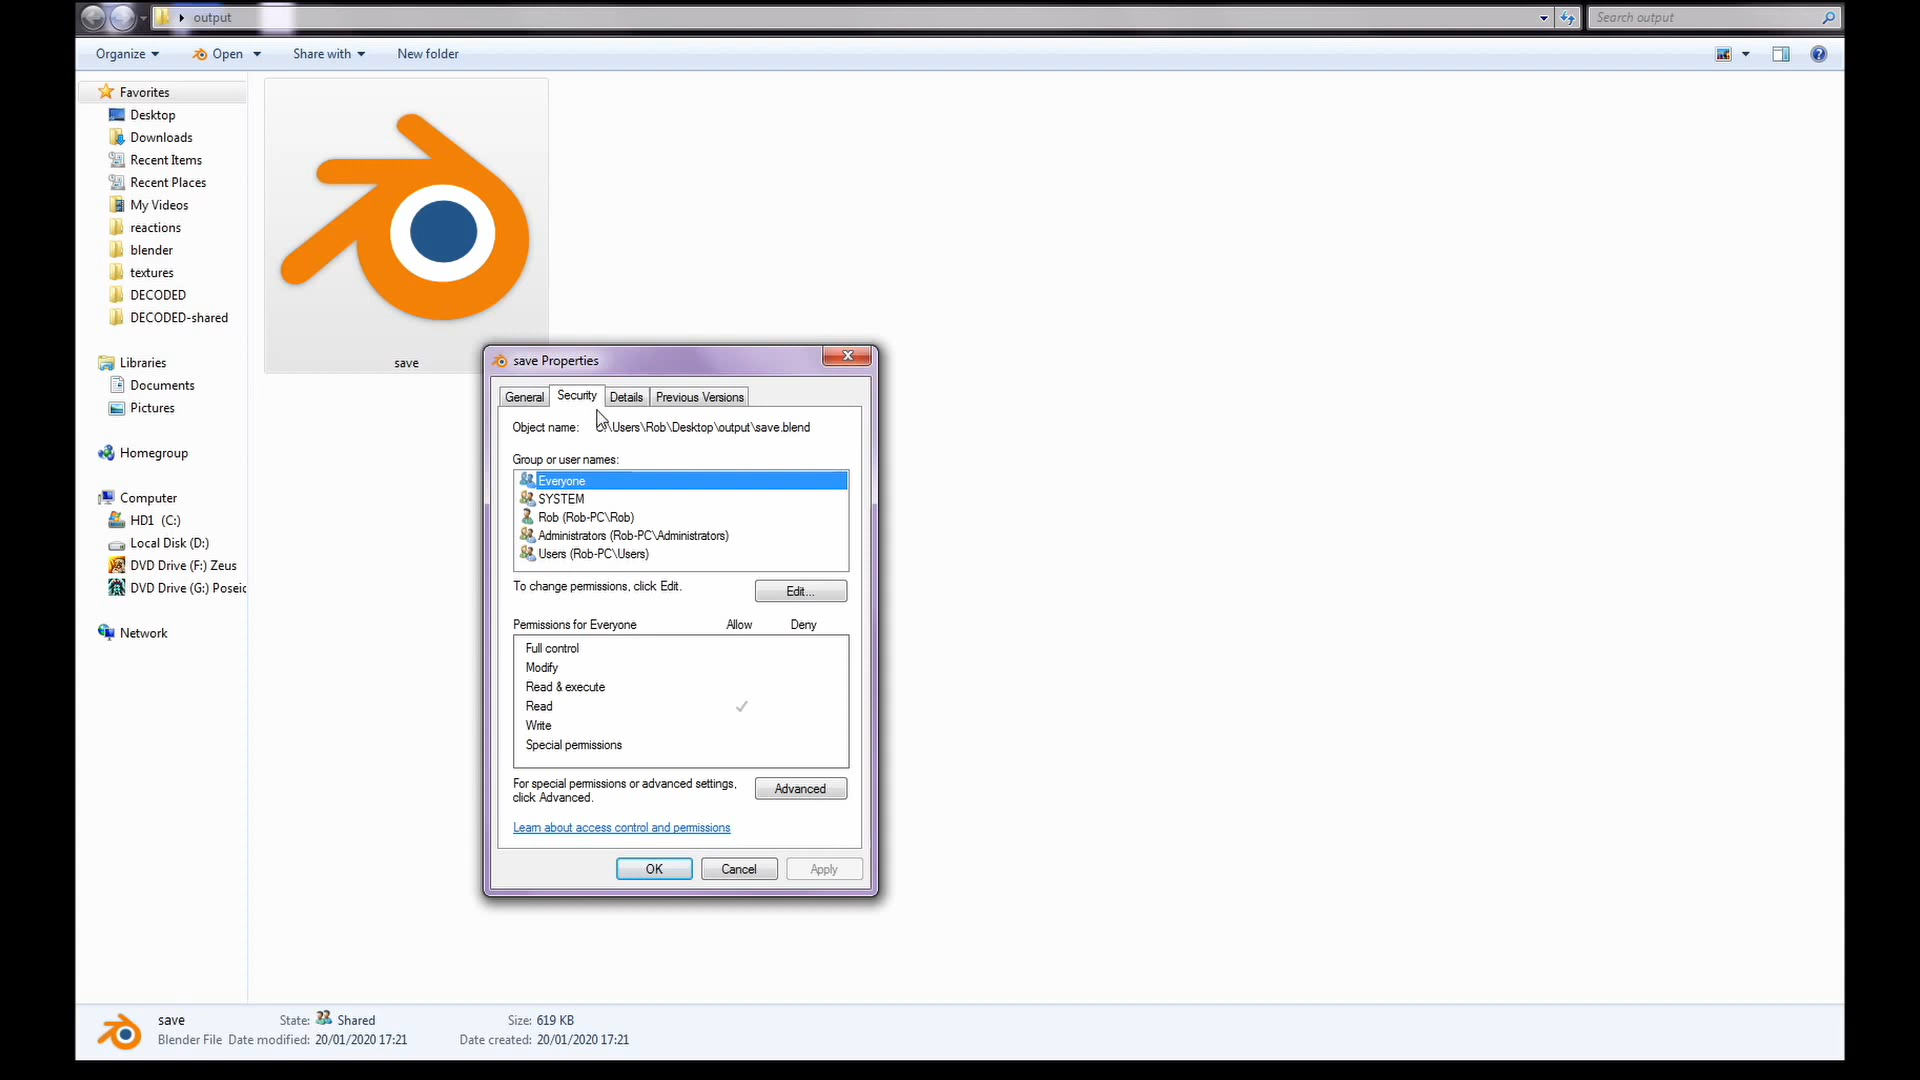 output
Search output
Organize
Open
Share with
New folder
Favorites
Desktop
Downloads
Recent Items
Recent Places
My Videos
reactions
blender
textures
DECODED
DECODED-shared
Libraries
Documents
Pictures
Homegroup
Computer
HD1 (C:)
Local Disk (D:)
DVD Drive (F:) Zeus
DVD Drive (G:) Poseid
Network
save
save Properties
General
Security
Details
Previous Versions
Object name: \Users\Rob\Desktop\output\save.blend
Group or user names:
Everyone
SYSTEM
Rob (Rob-PC\Rob)
Administrators (Rob-PC\Administrators)
Users (Rob-PC\Users)
To change permissions, click Edit.
Edit...
Permissions for Everyone Allow Deny
Full control
Modify
Read & execute
Read
Write
Special permissions
For special permissions or advanced settings,
click Advanced.
Advanced
Learn about access control and permissions
OK
Cancel
Apply
save State: Shared Size: 619 KB
Blender File Date modified: 20/01/2020 17:21 Date created: 20/01/2020 17:21